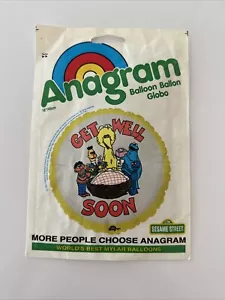 Anagram
Balloon Ballon
Globo
GET WELL
SOON
SESAME STREET
MORE PEOPLE CHOOSE ANAGRAM
WORLD'S BEST MYLAR BALLOONS